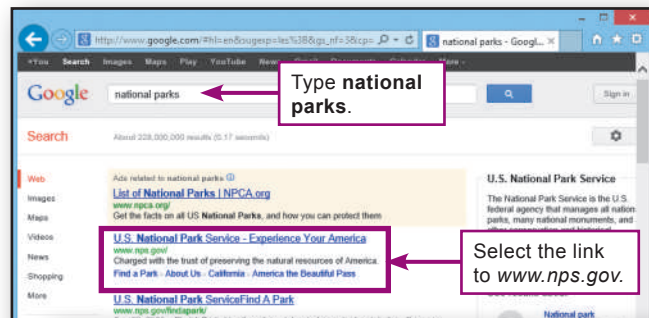 http://www.google.com/#hl=en&sugexp=les%3B&gs_nf=3&cp=
national parks - Googl...
+You Search Images Maps Play YouTube News Gmail Documents Calendar More
Type national
parks.
Google
national parks
Sign in
Search
About 228,000,000 results (0.17 seconds)
Web
Images
Maps
Videos
News
Shopping
More
Ads related to national parks
List of National Parks | NPCA.org
www.npca.org/
Get the facts on all US National Parks, and how you can protect them
U.S. National Park Service - Experience Your America
www.nps.gov/
Charged with the trust of preserving the natural resources of America.
Find a Park - About Us - California - America the Beautiful Pass
U.S. National Park ServiceFind A Park
www.nps.gov/findapark/
U.S. National Park Service
The National Park Service is the U.S.
federal agency that manages all nation
parks, many national monuments, and
Select the link
to www.nps.gov.
National park